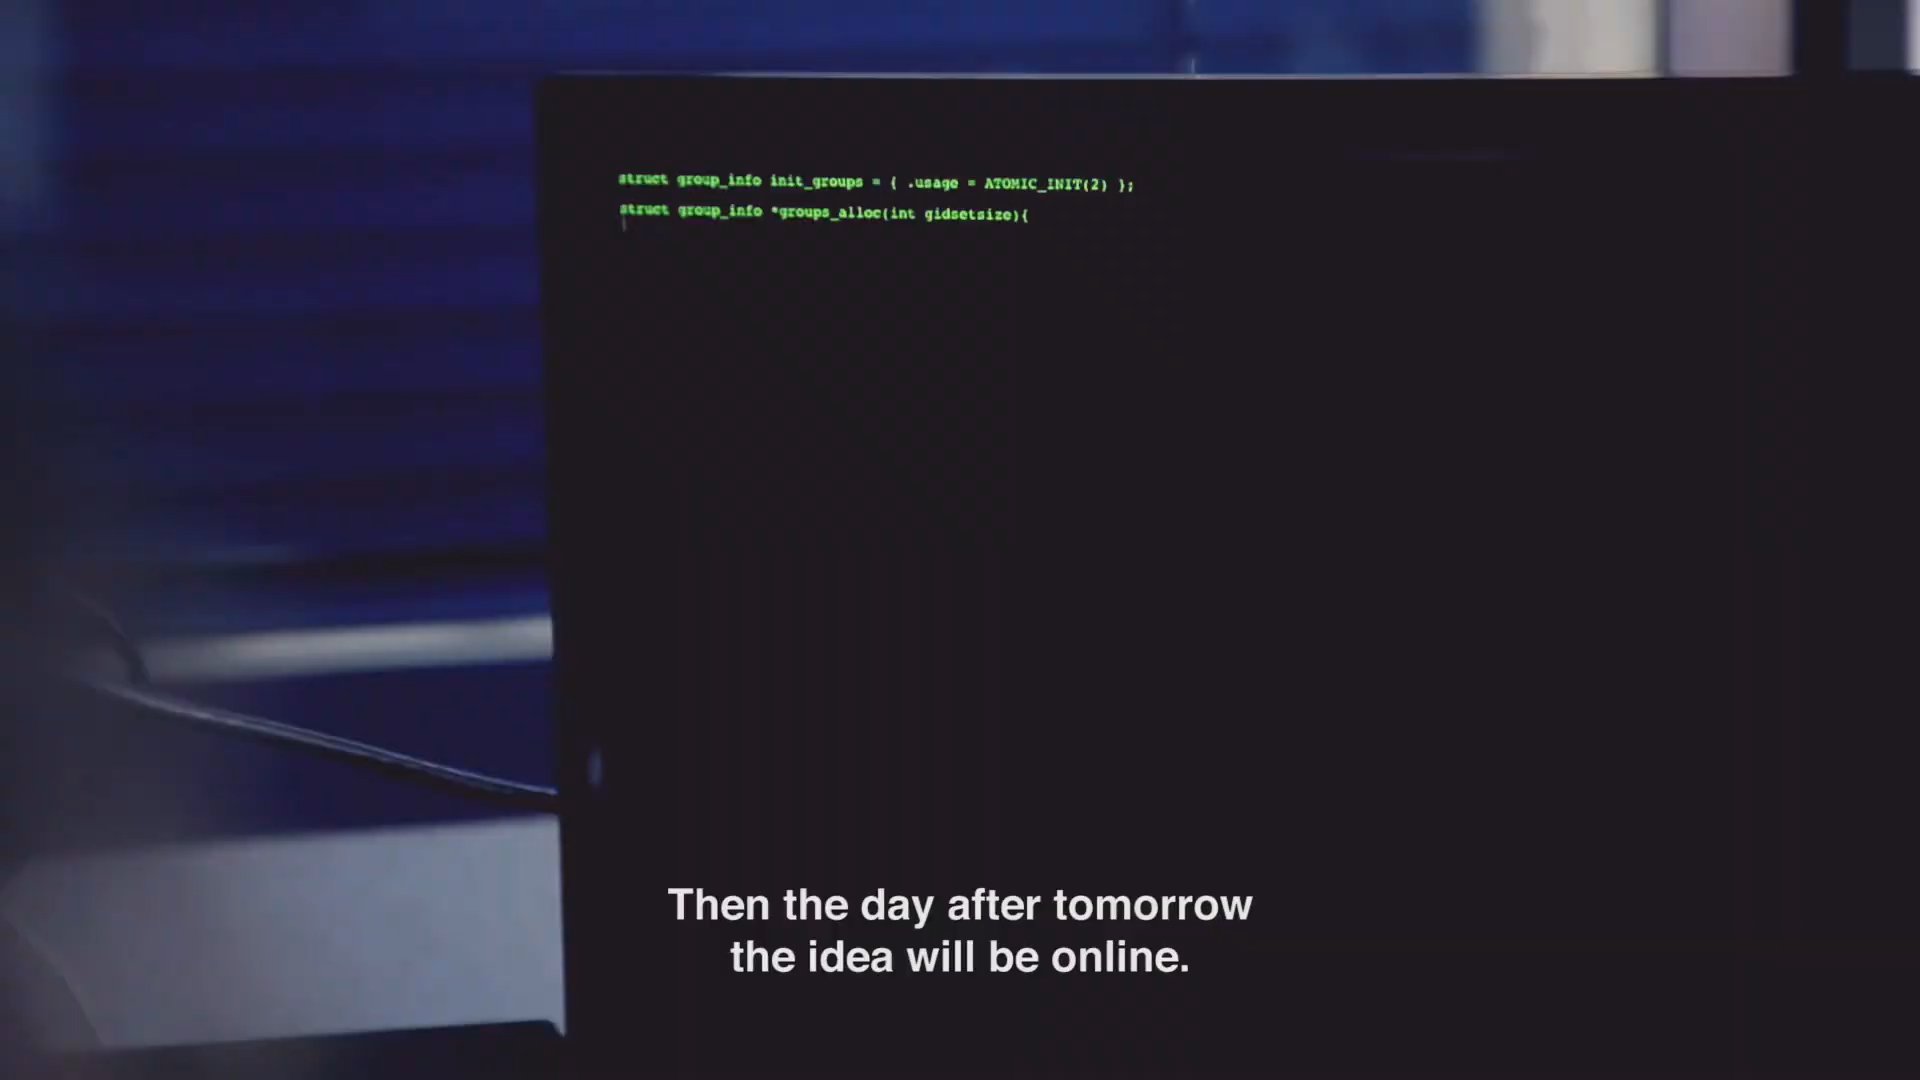 struct group_info init_groups = { .usage = ATOMIC_INIT(2) };
struct group_info *groups_alloc(int gidsetsize){
Then the day after tomorrow
the idea will be online.